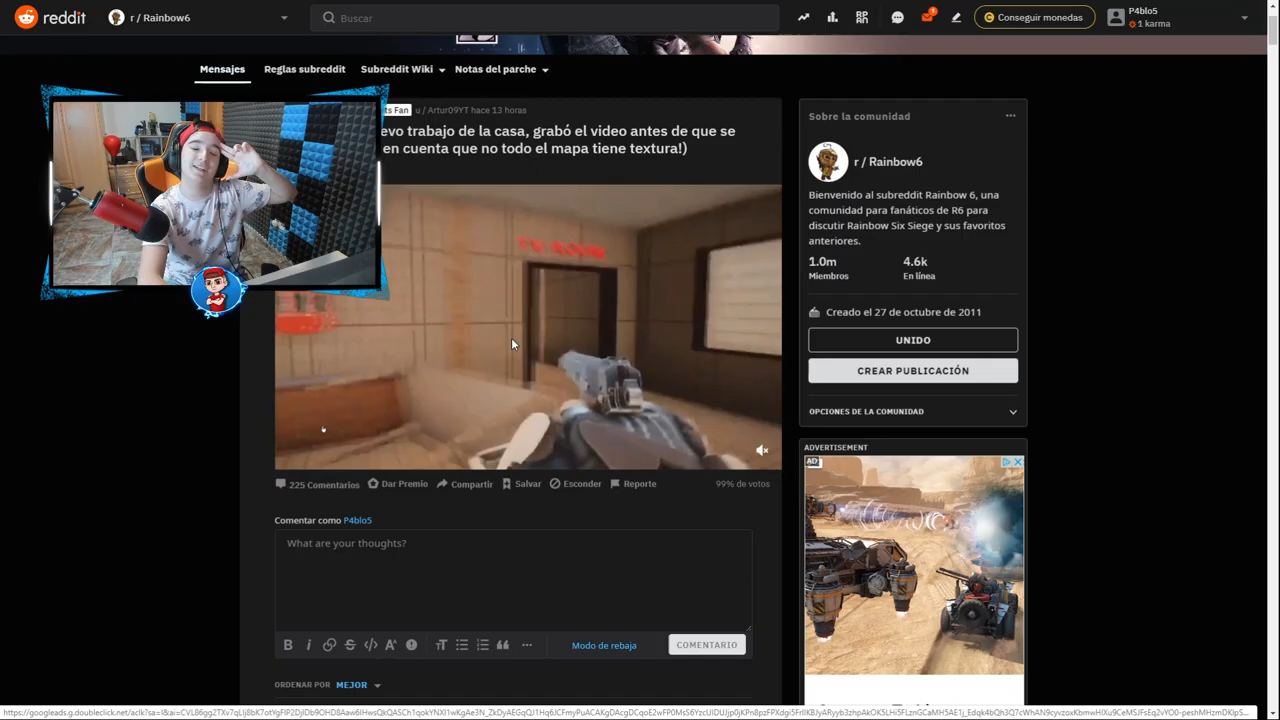 reddit
r / Rainbow6
Buscar
Conseguir monedas
P4blo5
1 karma
Mensajes
Reglas subreddit
Subreddit Wiki
Notas del parche
ts Fan
u / Artur09YT hace 13 horas
evo trabajo de la casa, grabó el video antes de que se
en cuenta que no todo el mapa tiene textura!)
TV ROOM
225 Comentarios
Dar Premio
Compartir
Salvar
Esconder
Reporte
99% de votos
Comentar como P4blo5
What are your thoughts?
Modo de rebaja
COMENTARIO
ORDENAR POR MEJOR
Sobre la comunidad
r / Rainbow6
Bienvenido al subreddit Rainbow 6, una
comunidad para fanáticos de R6 para
discutir Rainbow Six Siege y sus favoritos
anteriores.
1.0m
Miembros
4.6k
En línea
Creado el 27 de octubre de 2011
UNIDO
CREAR PUBLICACIÓN
OPCIONES DE LA COMUNIDAD
ADVERTISEMENT
AD